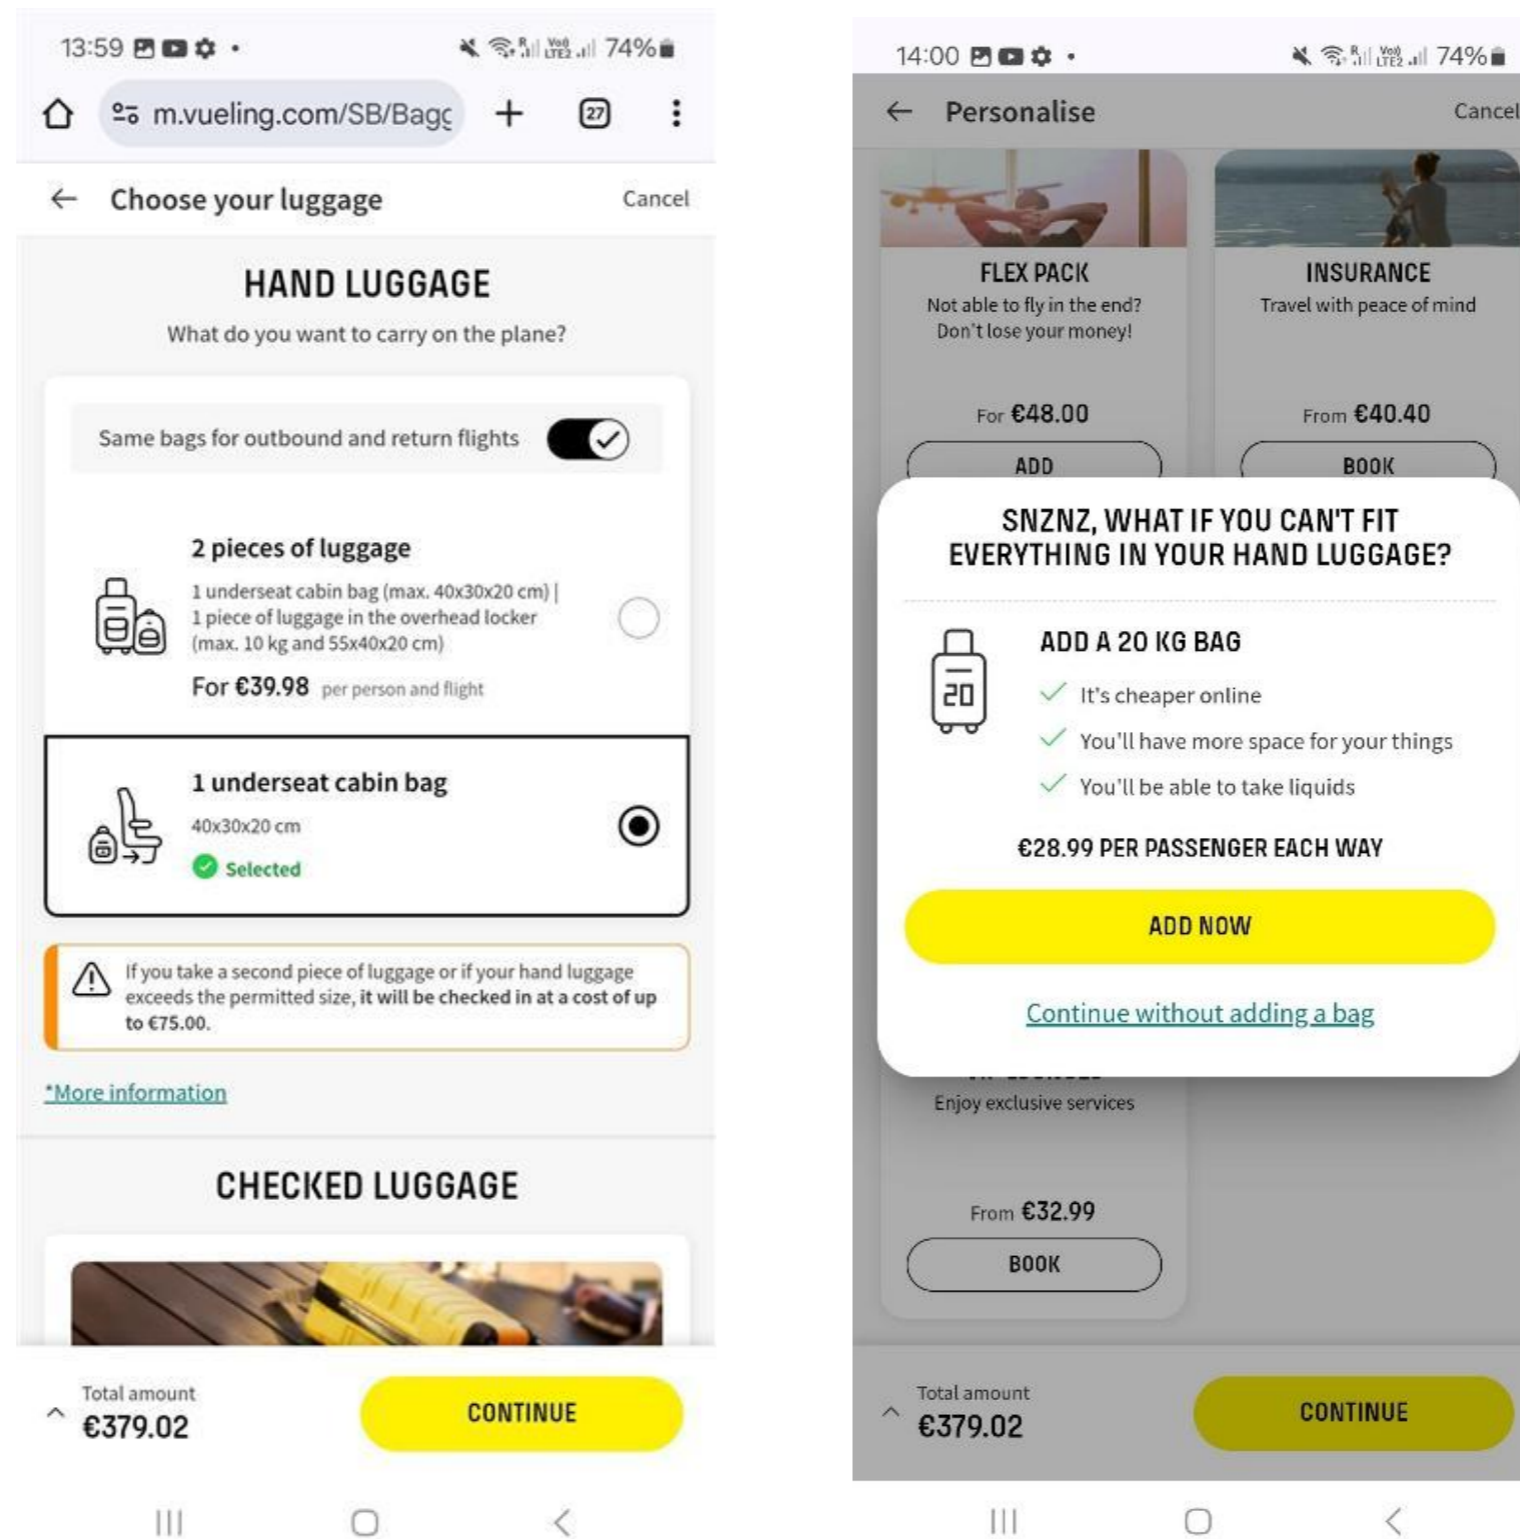 13:59
R Vo) LTE2 74%
m.vueling.com/SB/Bagg
27
Choose your luggage
Cancel
HAND LUGGAGE
What do you want to carry on the plane?
Same bags for outbound and return flights
2 pieces of luggage
1 underseat cabin bag (max. 40x30x20 cm) |
1 piece of luggage in the overhead locker
(max. 10 kg and 55x40x20 cm)
For €39.98 per person and flight
1 underseat cabin bag
40x30x20 cm
Selected
If you take a second piece of luggage or if your hand luggage
exceeds the permitted size, it will be checked in at a cost of up
to €75.00.
*More information
CHECKED LUGGAGE
Total amount
€379.02
CONTINUE
14:00
R Vo) LTE2 74%
Personalise
Cancel
FLEX PACK
Not able to fly in the end?
Don't lose your money!
For €48.00
ADD
INSURANCE
Travel with peace of mind
From €40.40
BOOK
SNZNZ, WHAT IF YOU CAN'T FIT
EVERYTHING IN YOUR HAND LUGGAGE?
20
ADD A 20 KG BAG
It's cheaper online
You'll have more space for your things
You'll be able to take liquids
€28.99 PER PASSENGER EACH WAY
ADD NOW
Continue without adding a bag
Enjoy exclusive services
From €32.99
BOOK
Total amount
€379.02
CONTINUE